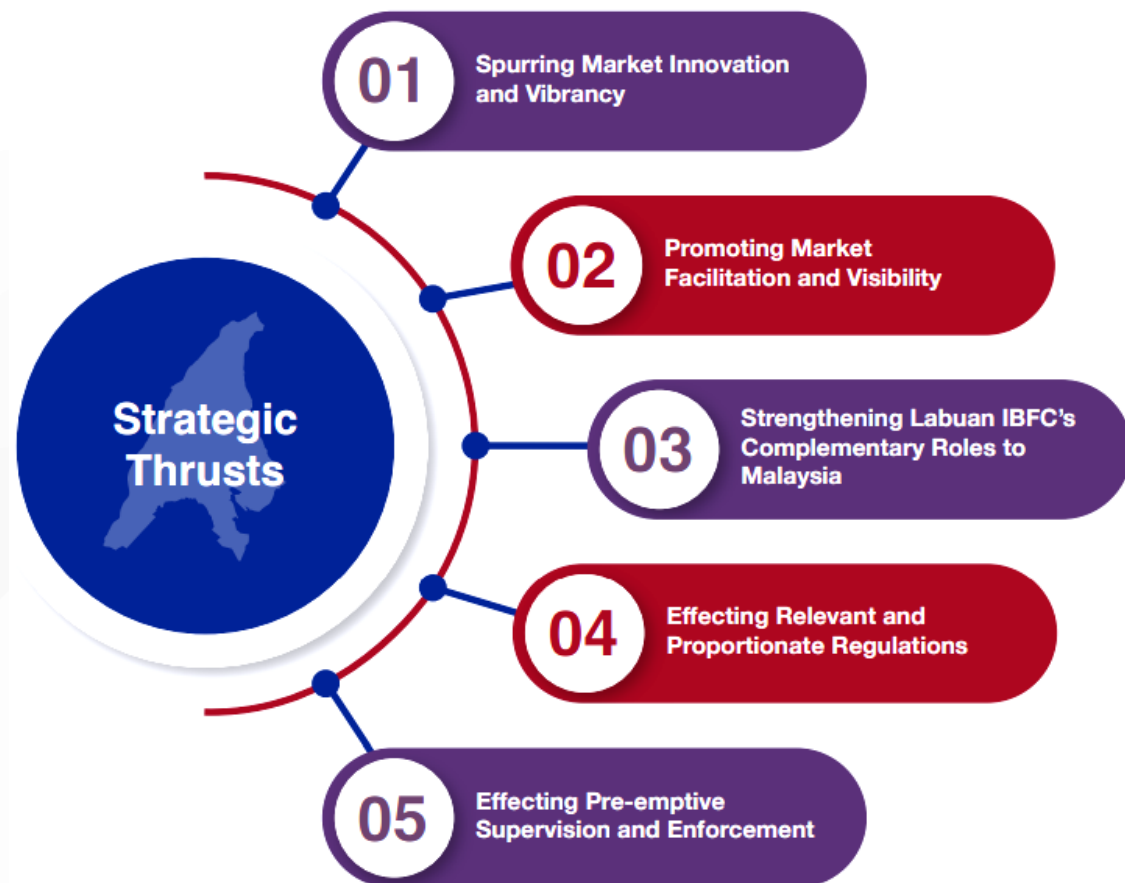 01
Spurring Market Innovation
and Vibrancy
02
Promoting Market
Facilitation and Visibility
Strategic
Thrusts
03
Strengthening Labuan IBFC's
Complementary Roles to
Malaysia
04
Effecting Relevant and
Proportionate Regulations
05
Effecting Pre-emptive
Supervision and Enforcement